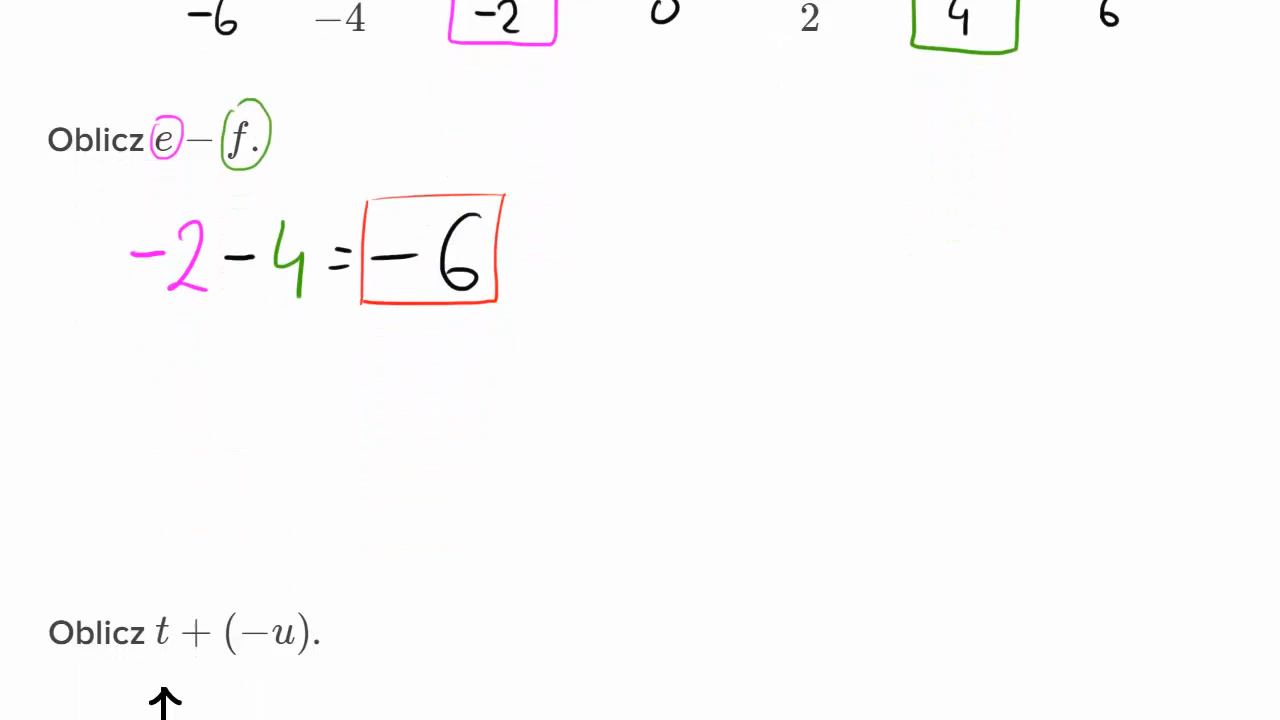 -6 -4 -2 0 2 4 6
Oblicz e - f.
-2 - 4 = -6
Oblicz t + (-u).